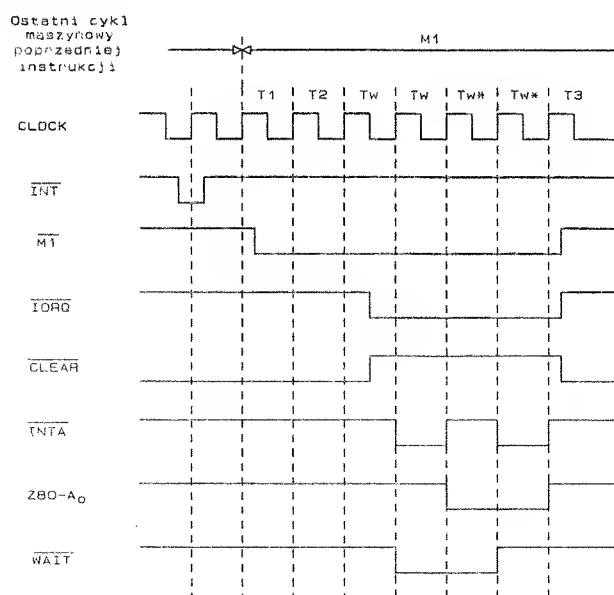 Ostatni cykl
maszynowy
poprzedniej
instrukcji
M1
T1 T2 Tw Tw Tw* Tw* T3
CLOCK
INT
M1
IORQ
CLEAR
INTA
Z80-A0
WAIT